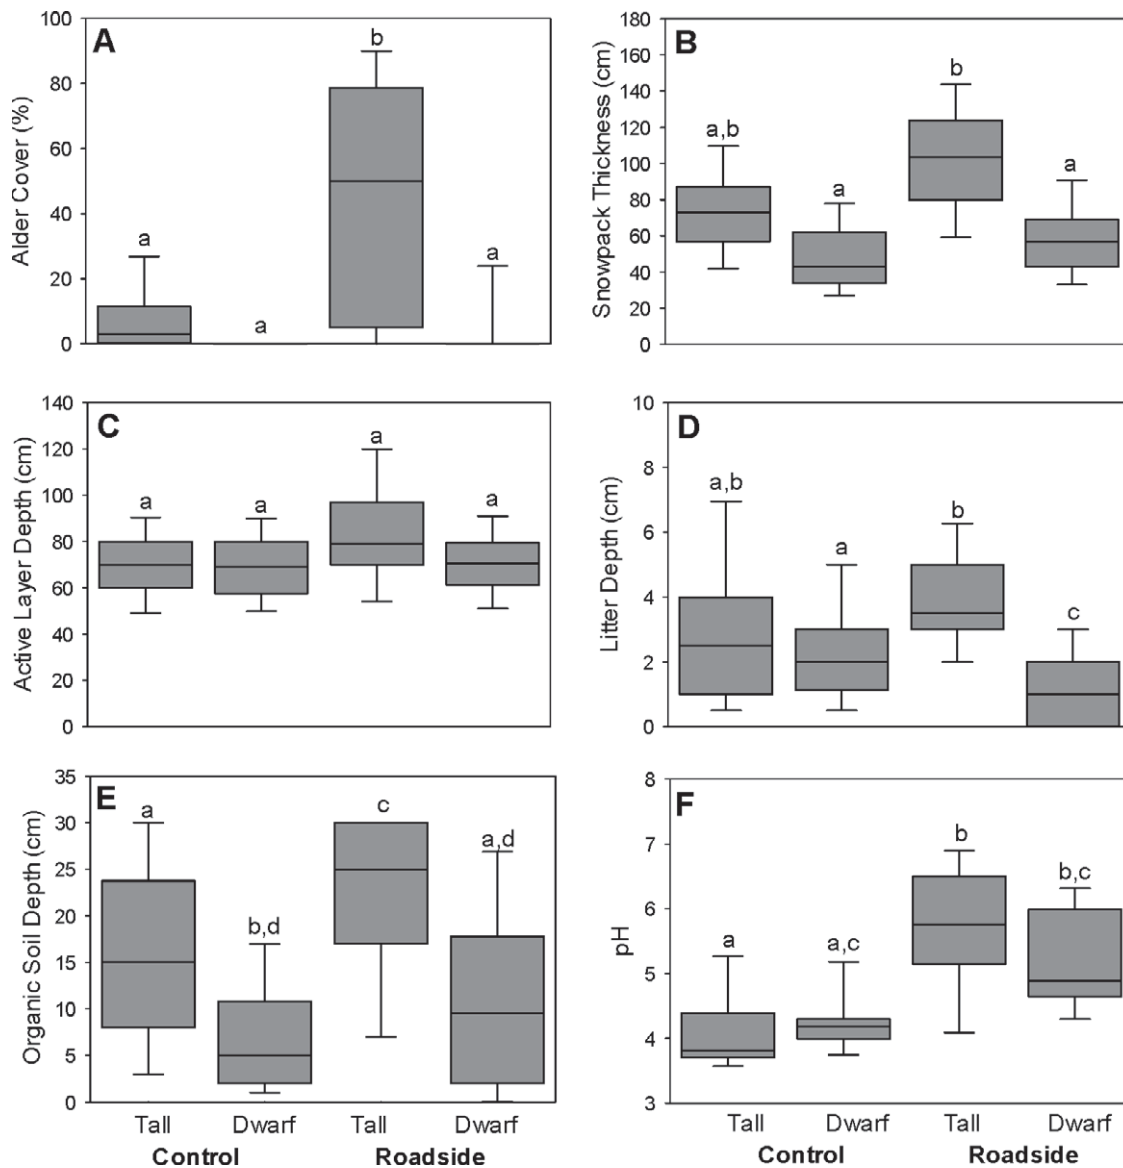 A
Alder Cover (%)
100
80
60
40
20
0
a
a
b
a
B
Snowpack Thickness (cm)
180
160
140
120
100
80
60
40
20
0
a,b
a
b
a
C
Active Layer Depth (cm)
140
120
100
80
60
40
20
0
a
a
a
a
D
Litter Depth (cm)
10
8
6
4
2
0
a,b
a
b
c
E
Organic Soil Depth (cm)
35
30
25
20
15
10
5
0
a
b,d
c
a,d
Tall Dwarf Tall Dwarf
Control Roadside
F
pH
8
7
6
5
4
3
a
a,c
b
b,c
Tall Dwarf Tall Dwarf
Control Roadside